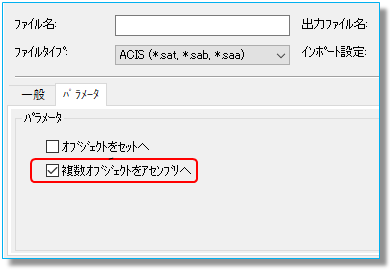 ファイル名: 出力ファイル名:
ファイルタイプ: ACIS (*.sat, *.sab, *.saa) インポート設定:
一般 パラメータ
パラメータ
オブジェクトをセットへ
複数オブジェクトをアセンブリへ